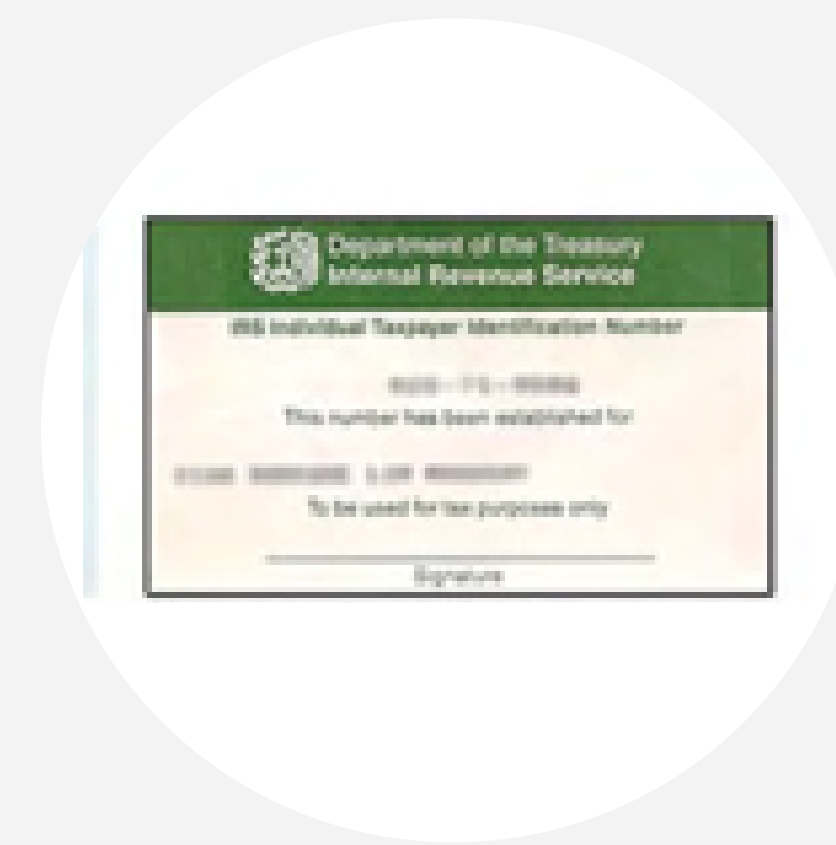 Department of the Treasury
Internal Revenue Service
IRS Individual Taxpayer Identification Number
This number has been established for
To be used for tax purposes only
Signature